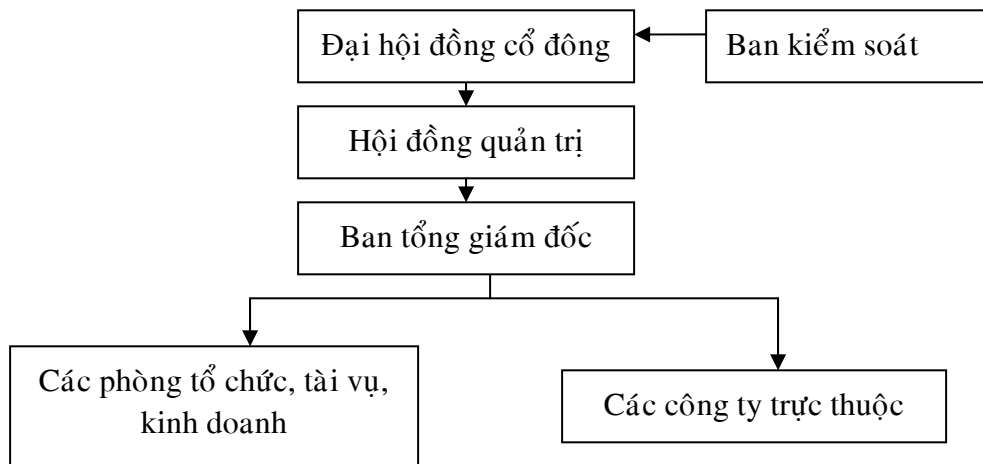 Đại hội đồng cổ đông
Ban kiểm soát
Hội đồng quản trị
Ban tổng giám đốc
Các phòng tổ chức, tài vụ,
kinh doanh
Các công ty trực thuộc